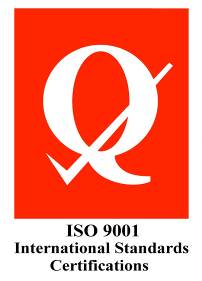 Q
ISO 9001
International Standards
Certifications